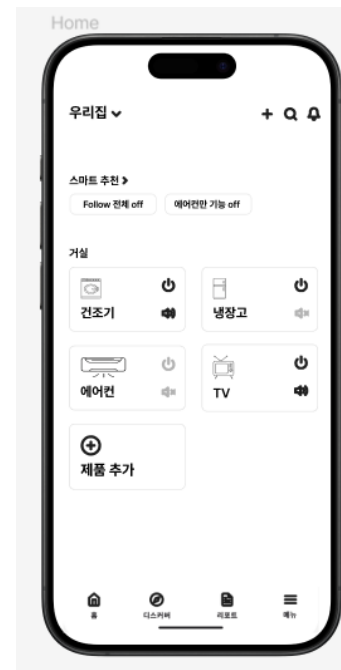 Home
우리집
스마트 추천
Follow 전체 off
에어컨만 기능 off
거실
건조기
냉장고
에어컨
TV
제품 추가
홈
디스커버
리포트
메뉴